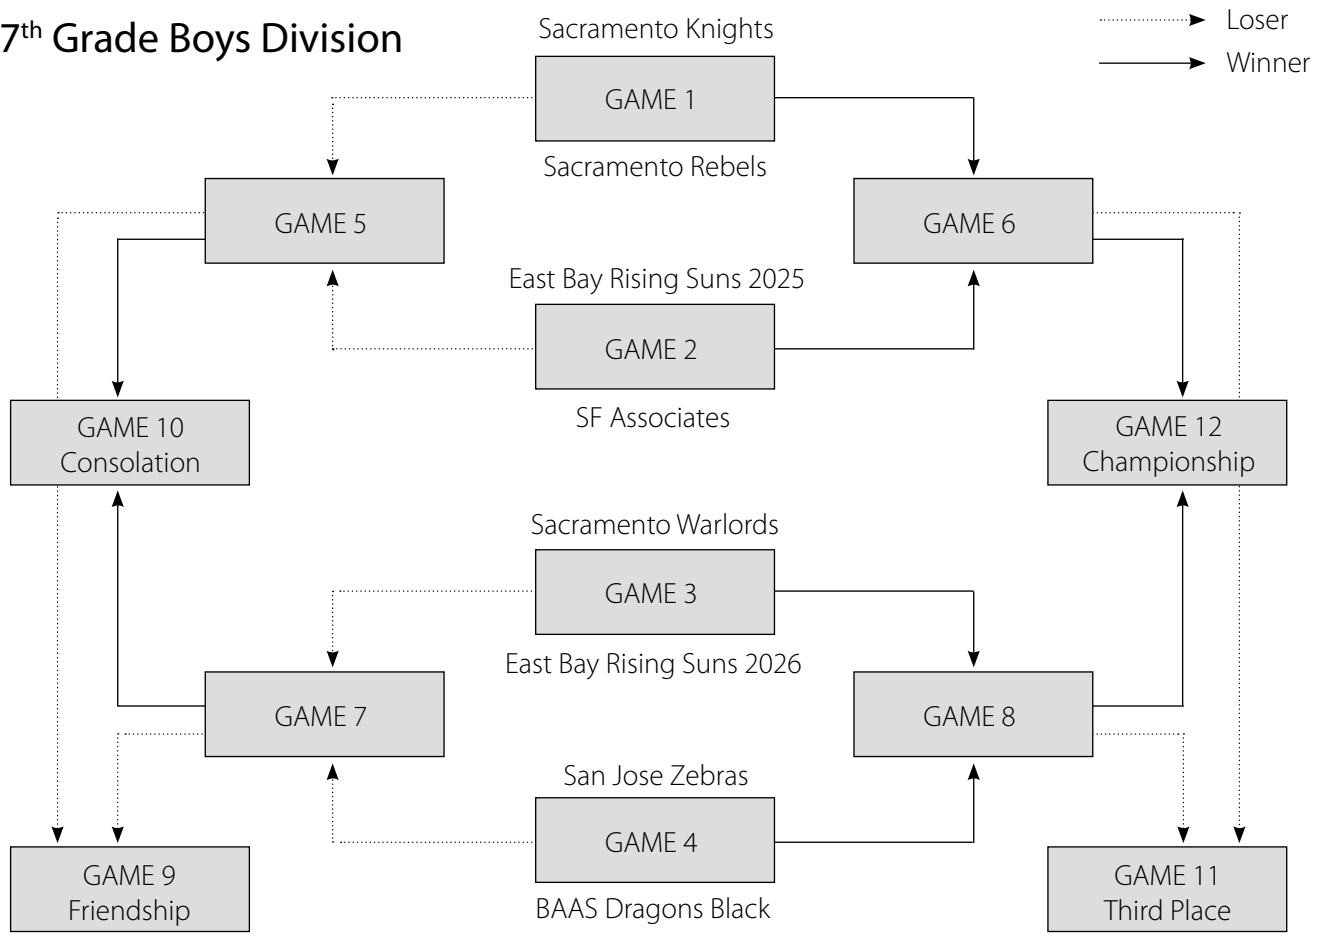 7th Grade Boys Division
Loser
Winner
Sacramento Knights
GAME 1
Sacramento Rebels
GAME 5
GAME 6
East Bay Rising Suns 2025
GAME 2
SF Associates
GAME 10
Consolation
GAME 12
Championship
Sacramento Warlords
GAME 3
East Bay Rising Suns 2026
GAME 7
GAME 8
San Jose Zebras
GAME 4
BAAS Dragons Black
GAME 9
Friendship
GAME 11
Third Place